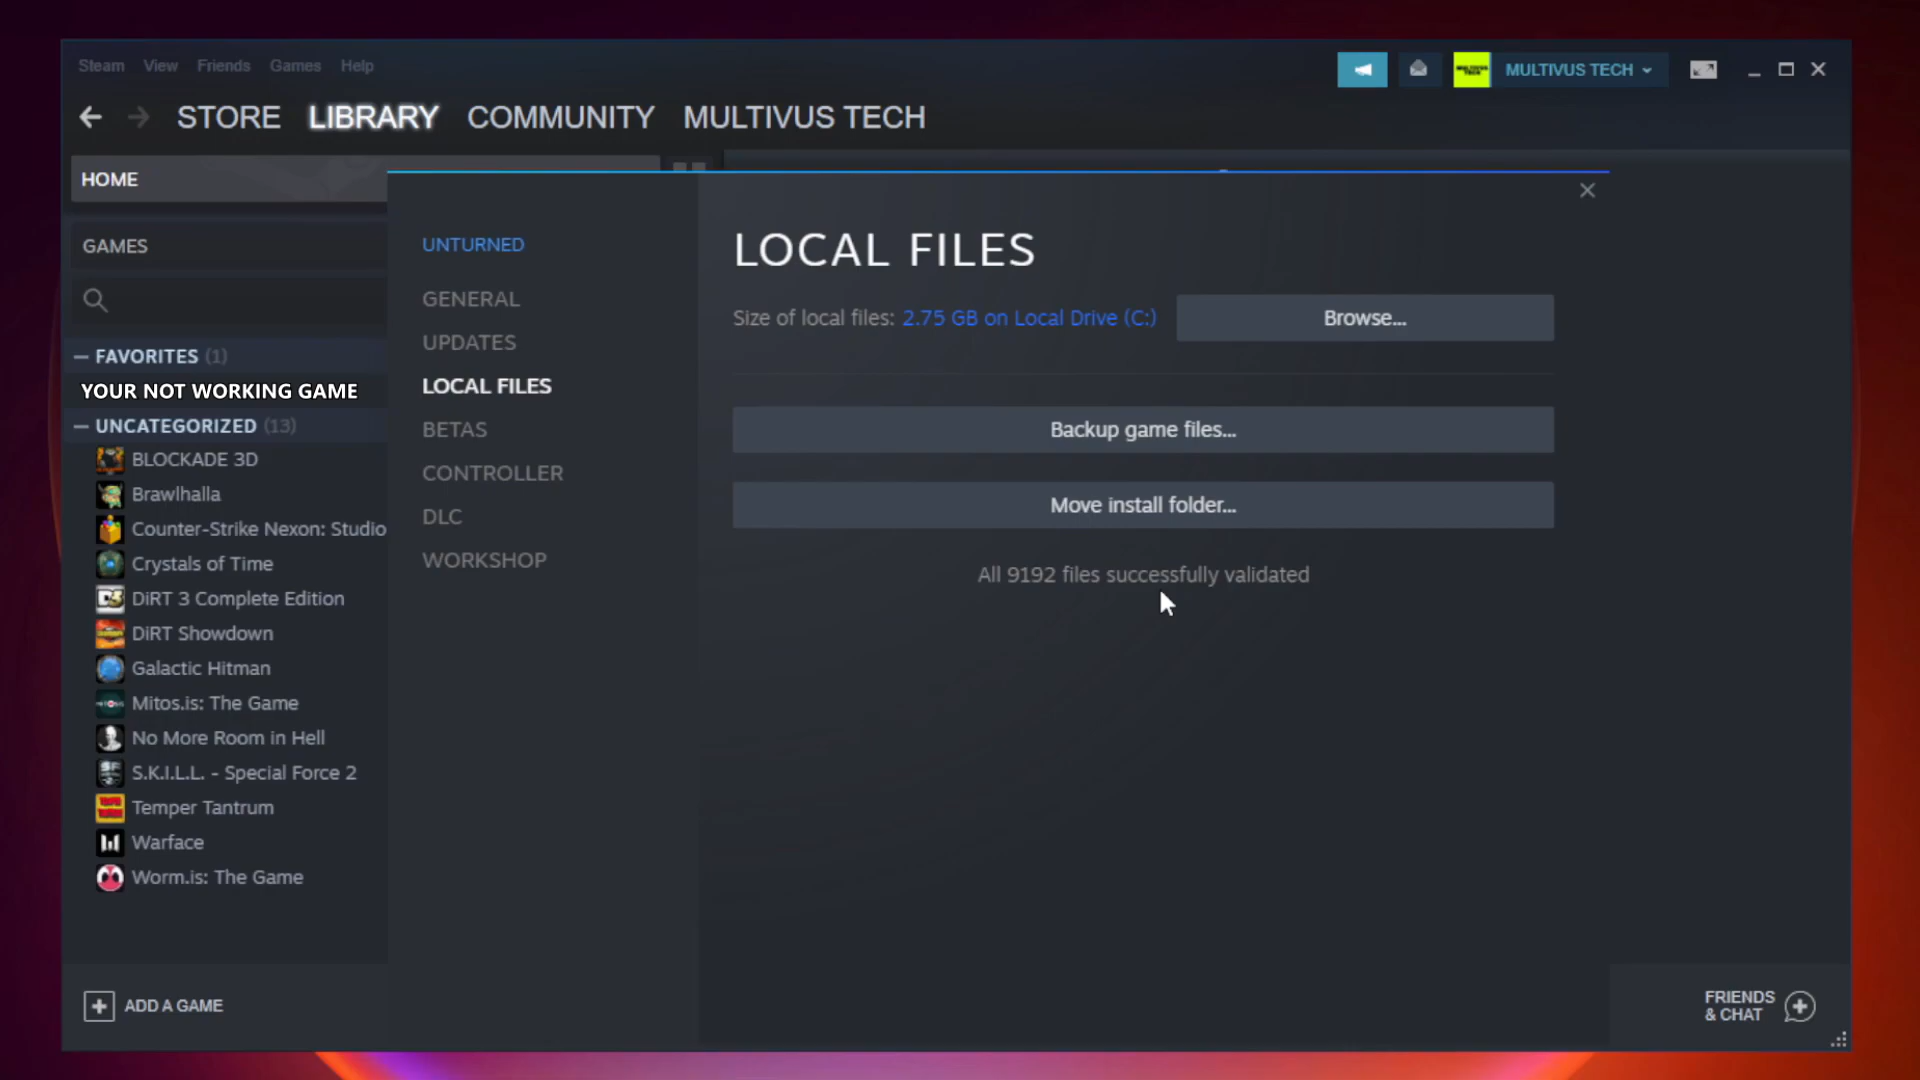 Steam View Friends Games Help
MULTIVUS TECH
STORE LIBRARY COMMUNITY MULTIVUS TECH
HOME
GAMES
FAVORITES (1)
YOUR NOT WORKING GAME
UNCATEGORIZED (13)
BLOCKADE 3D
Brawlhalla
Counter-Strike Nexon: Studio
Crystals of Time
DiRT 3 Complete Edition
DiRT Showdown
Galactic Hitman
Mitos.is: The Game
No More Room in Hell
S.K.I.L.L. - Special Force 2
Temper Tantrum
Warface
Worm.is: The Game
ADD A GAME
UNTURNED
GENERAL
UPDATES
LOCAL FILES
BETAS
CONTROLLER
DLC
WORKSHOP
LOCAL FILES
Size of local files: 2.75 GB on Local Drive (C:)
Browse...
Backup game files...
Move install folder...
All 9192 files successfully validated
FRIENDS
& CHAT